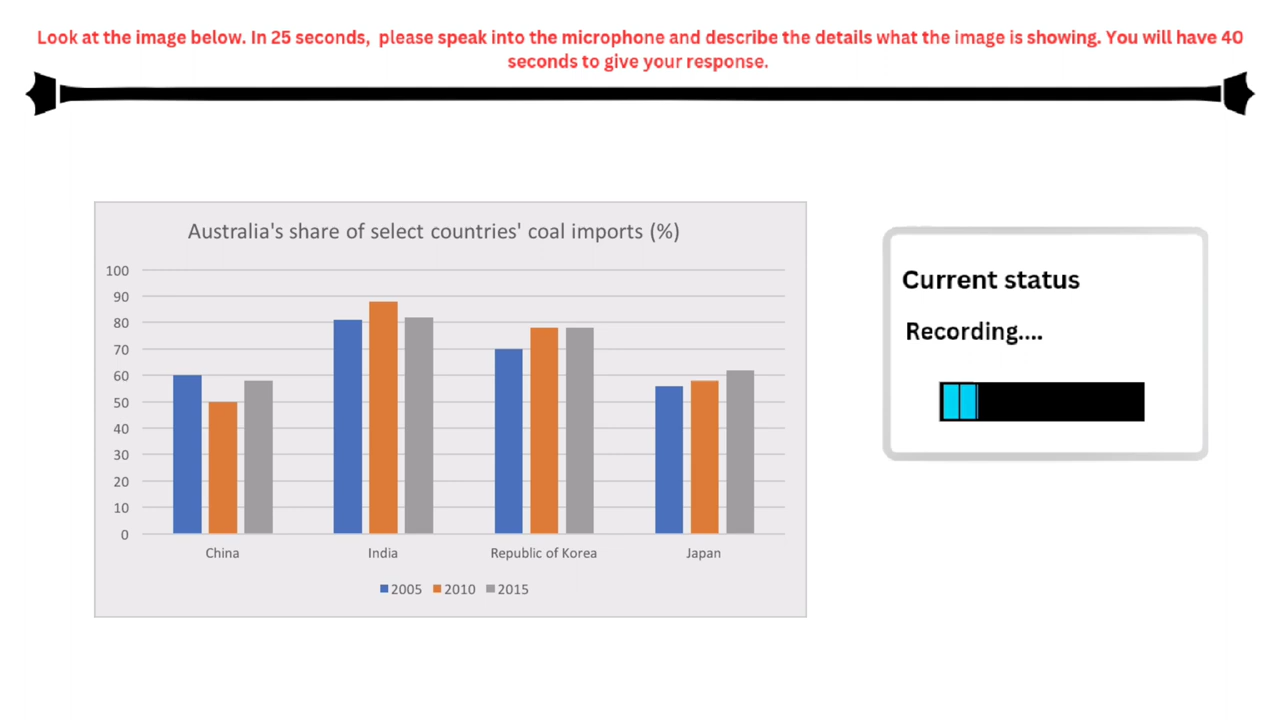 Look at the image below. In 25 seconds, please speak into the microphone and describe the details what the image is showing. You will have 40
seconds to give your response.
Australia's share of select countries' coal imports (%)
100
90
80
70
60
50
40
30
20
10
0
China India Republic of Korea Japan
2005 2010 2015
Current status
Recording....